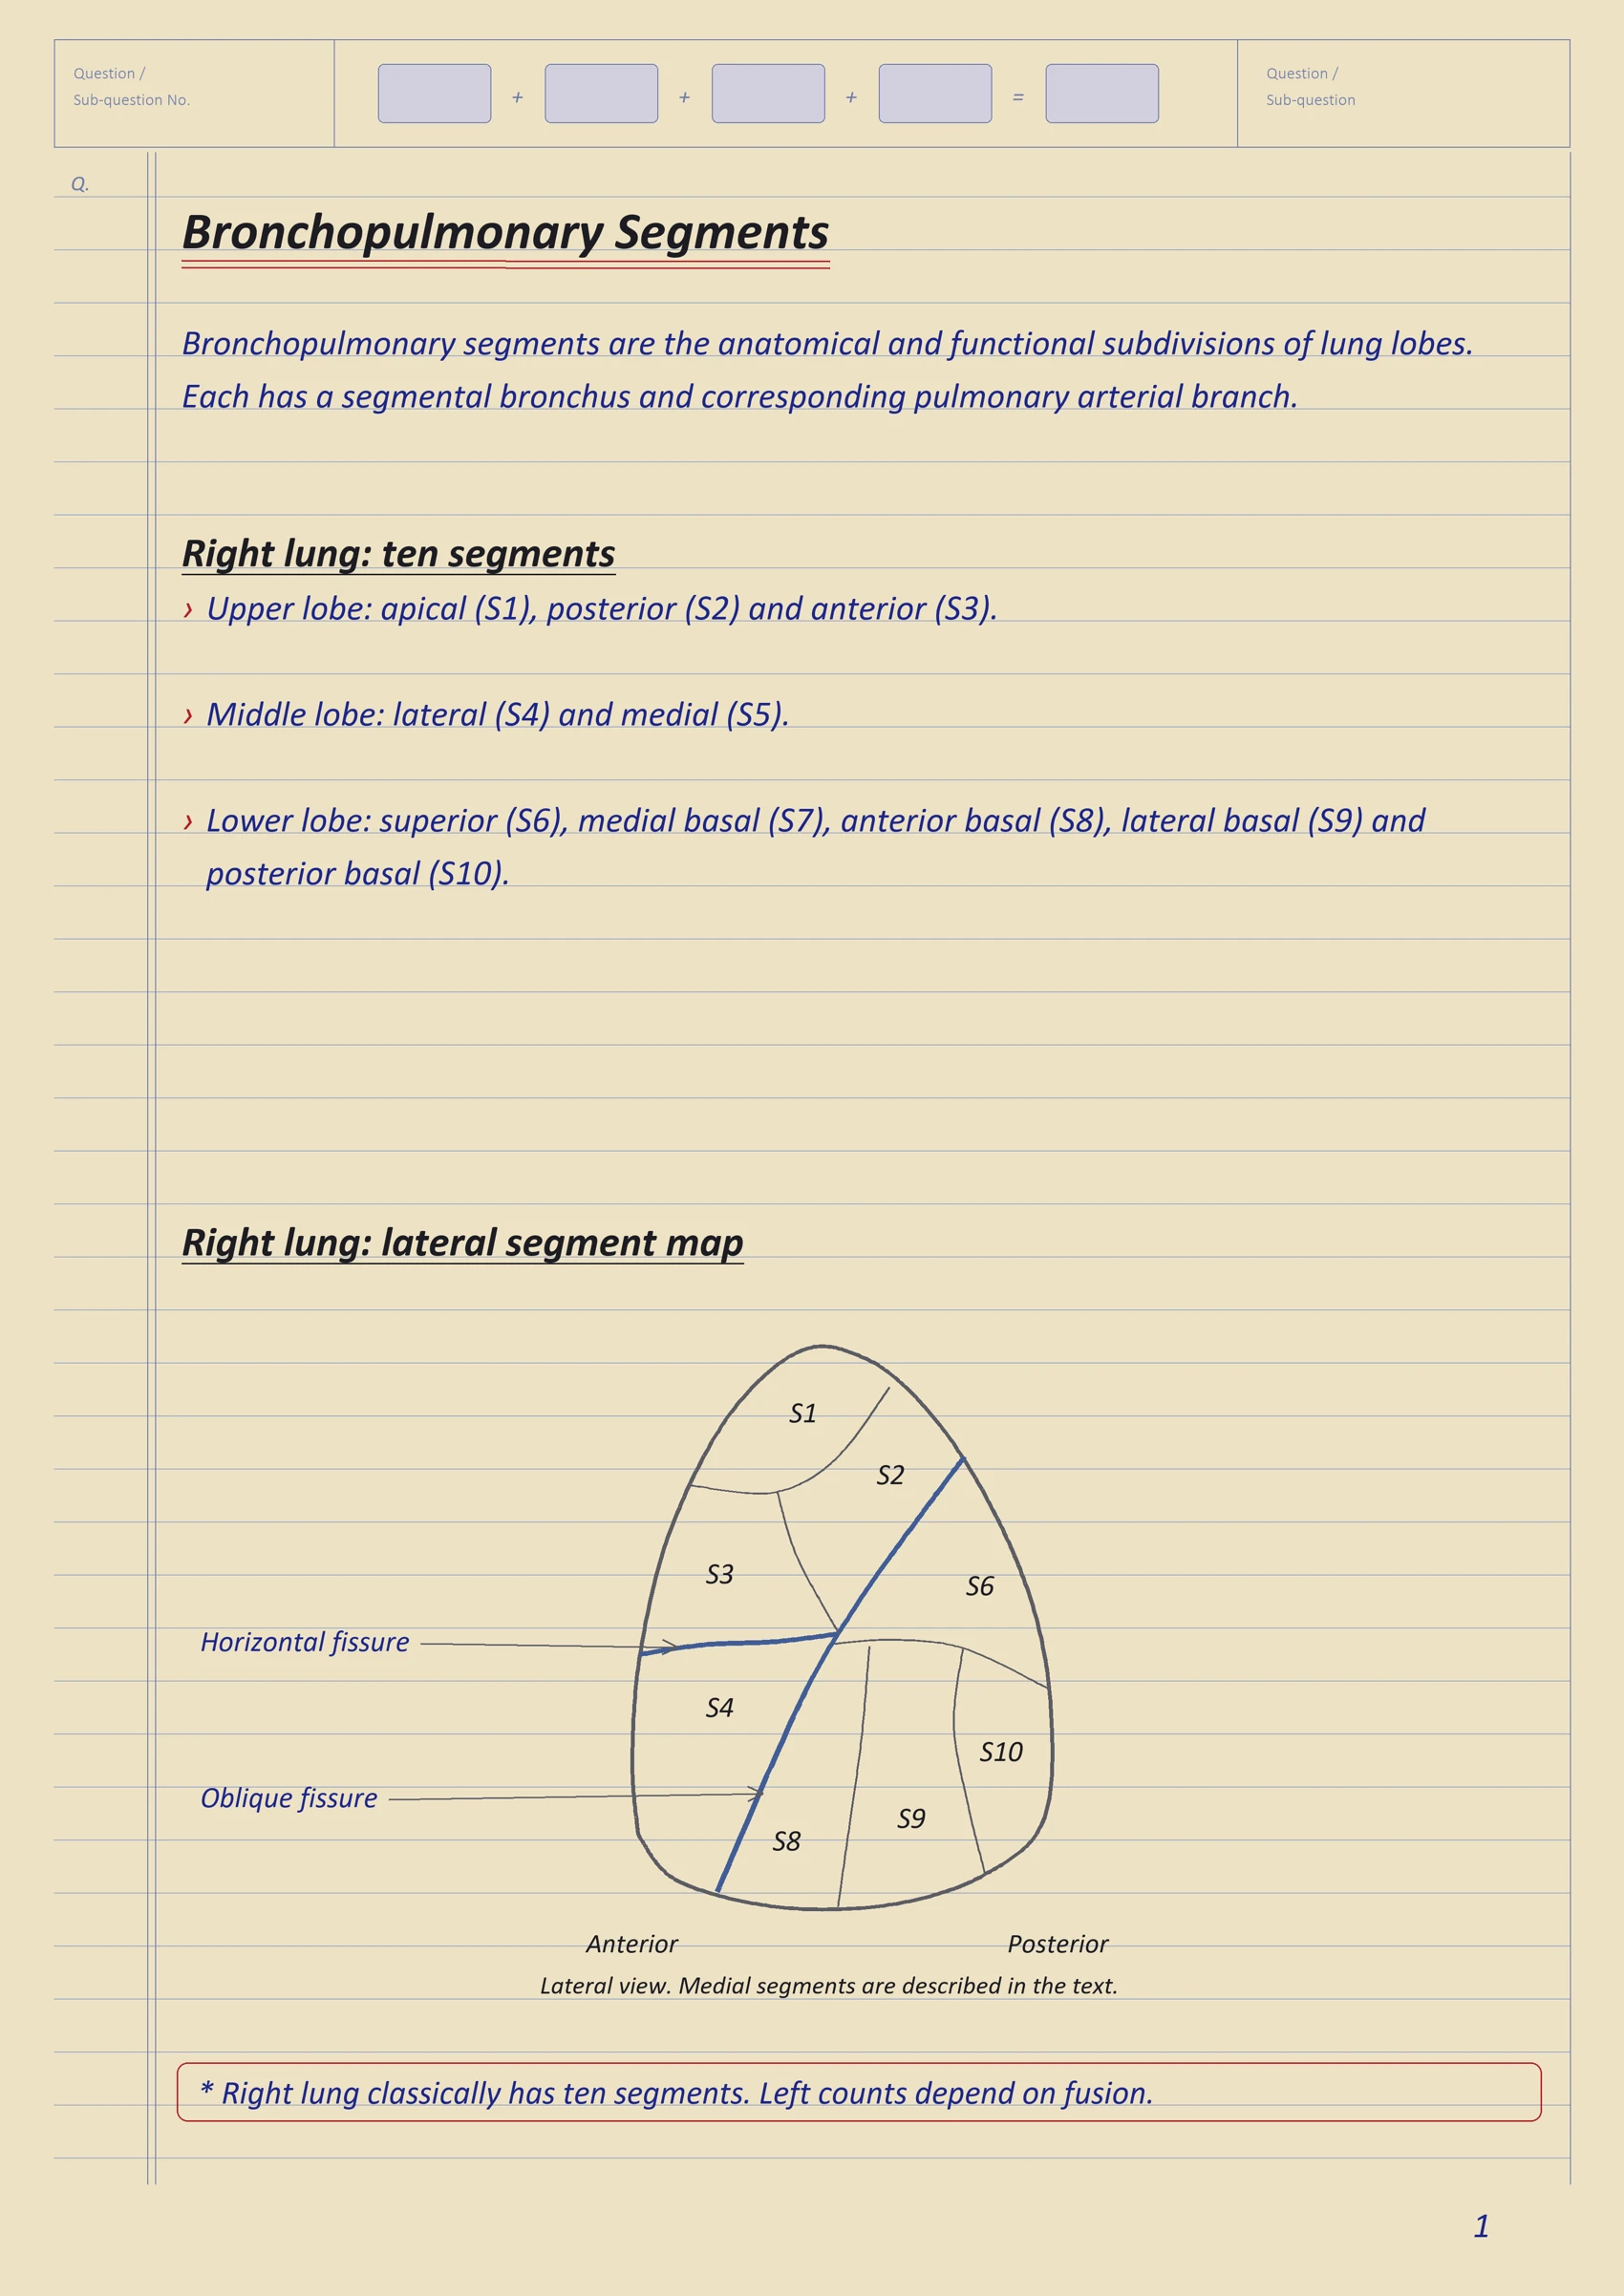 Question /
Sub-question No.
+ + + =
Question /
Sub-question
Q.
Bronchopulmonary Segments
Bronchopulmonary segments are the anatomical and functional subdivisions of lung lobes.
Each has a segmental bronchus and corresponding pulmonary arterial branch.
Right lung: ten segments
› Upper lobe: apical (S1), posterior (S2) and anterior (S3).
› Middle lobe: lateral (S4) and medial (S5).
› Lower lobe: superior (S6), medial basal (S7), anterior basal (S8), lateral basal (S9) and
posterior basal (S10).
Right lung: lateral segment map
S1
S2
S3
S6
Horizontal fissure
S4
S10
Oblique fissure
S9
S8
Anterior
Posterior
Lateral view. Medial segments are described in the text.
* Right lung classically has ten segments. Left counts depend on fusion.
1